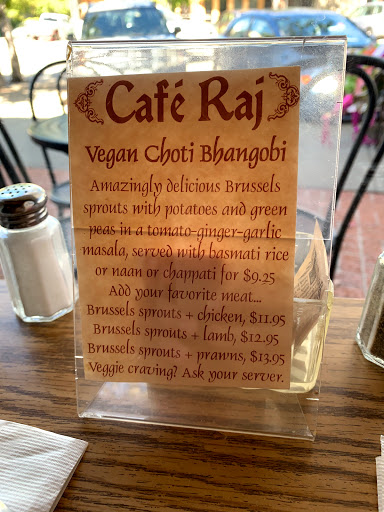 Café Raj
Vegan Choti Bhangobi
Amazingly delicious Brussels
sprouts with potatoes and green
peas in a tomato-ginger-garlic
masala, served with basmati rice
or naan or chappati for $9.25
Add your favorite meat...
Brussels sprouts + chicken, $11.95
Brussels sprouts + lamb, $12.95
Brussels sprouts + prawns, $13.95
Veggie craving? Ask your server.